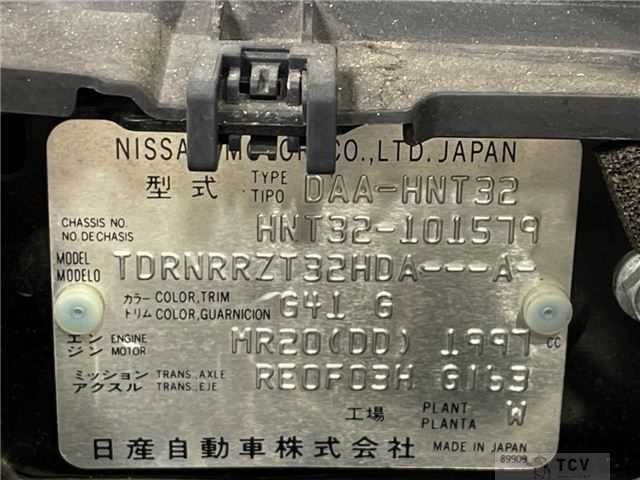 NISSAN MOTOR CO., LTD. JAPAN
型式 TYPE TIPO DAA-HNT32
CHASSIS NO. NO. DE CHASIS HNT32-101579
MODEL MODELO TDRNRRZT32HDA---A-
カラー COLOR, TRIM トリム COLOR, GUARNICION G41 G
エンジン ENGINE MOTOR MR20(DD) 1997 CC
ミッション TRANS., AXLE アクスル TRANS., EJE RE0F03H G163
工場 PLANT PLANTA W
日産自動車株式会社 MADE IN JAPAN
89909
TCV